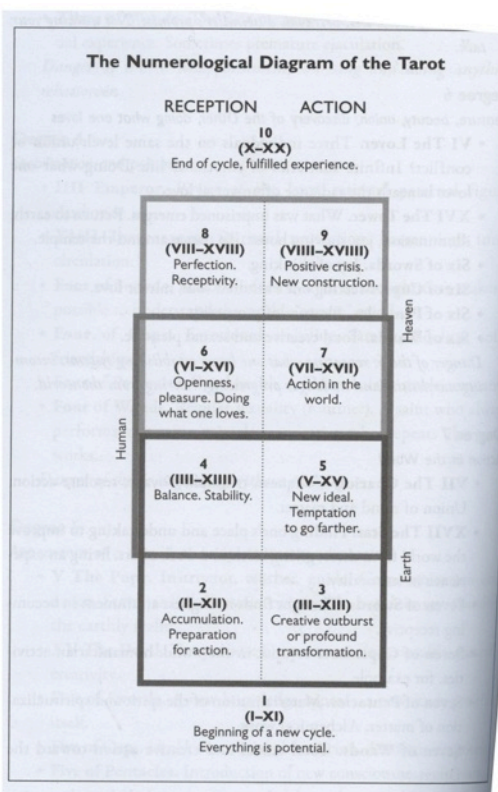 The Numerological Diagram of the Tarot
RECEPTION ACTION
10
(X–XX)
End of cycle, fulfilled experience.
8
(VIII–XVIII)
Perfection.
Receptivity.
9
(VIIII–XVIIII)
Positive crisis.
New construction.
Heaven
6
(VI–XVI)
Openness,
pleasure. Doing
what one loves.
7
(VII–XVII)
Action in the
world.
Human
4
(IIII–XIIII)
Balance. Stability.
5
(V–XV)
New ideal.
Temptation
to go farther.
Earth
2
(II–XII)
Accumulation.
Preparation
for action.
3
(III–XIII)
Creative outburst
or profound
transformation.
1
(I–XI)
Beginning of a new cycle.
Everything is potential.